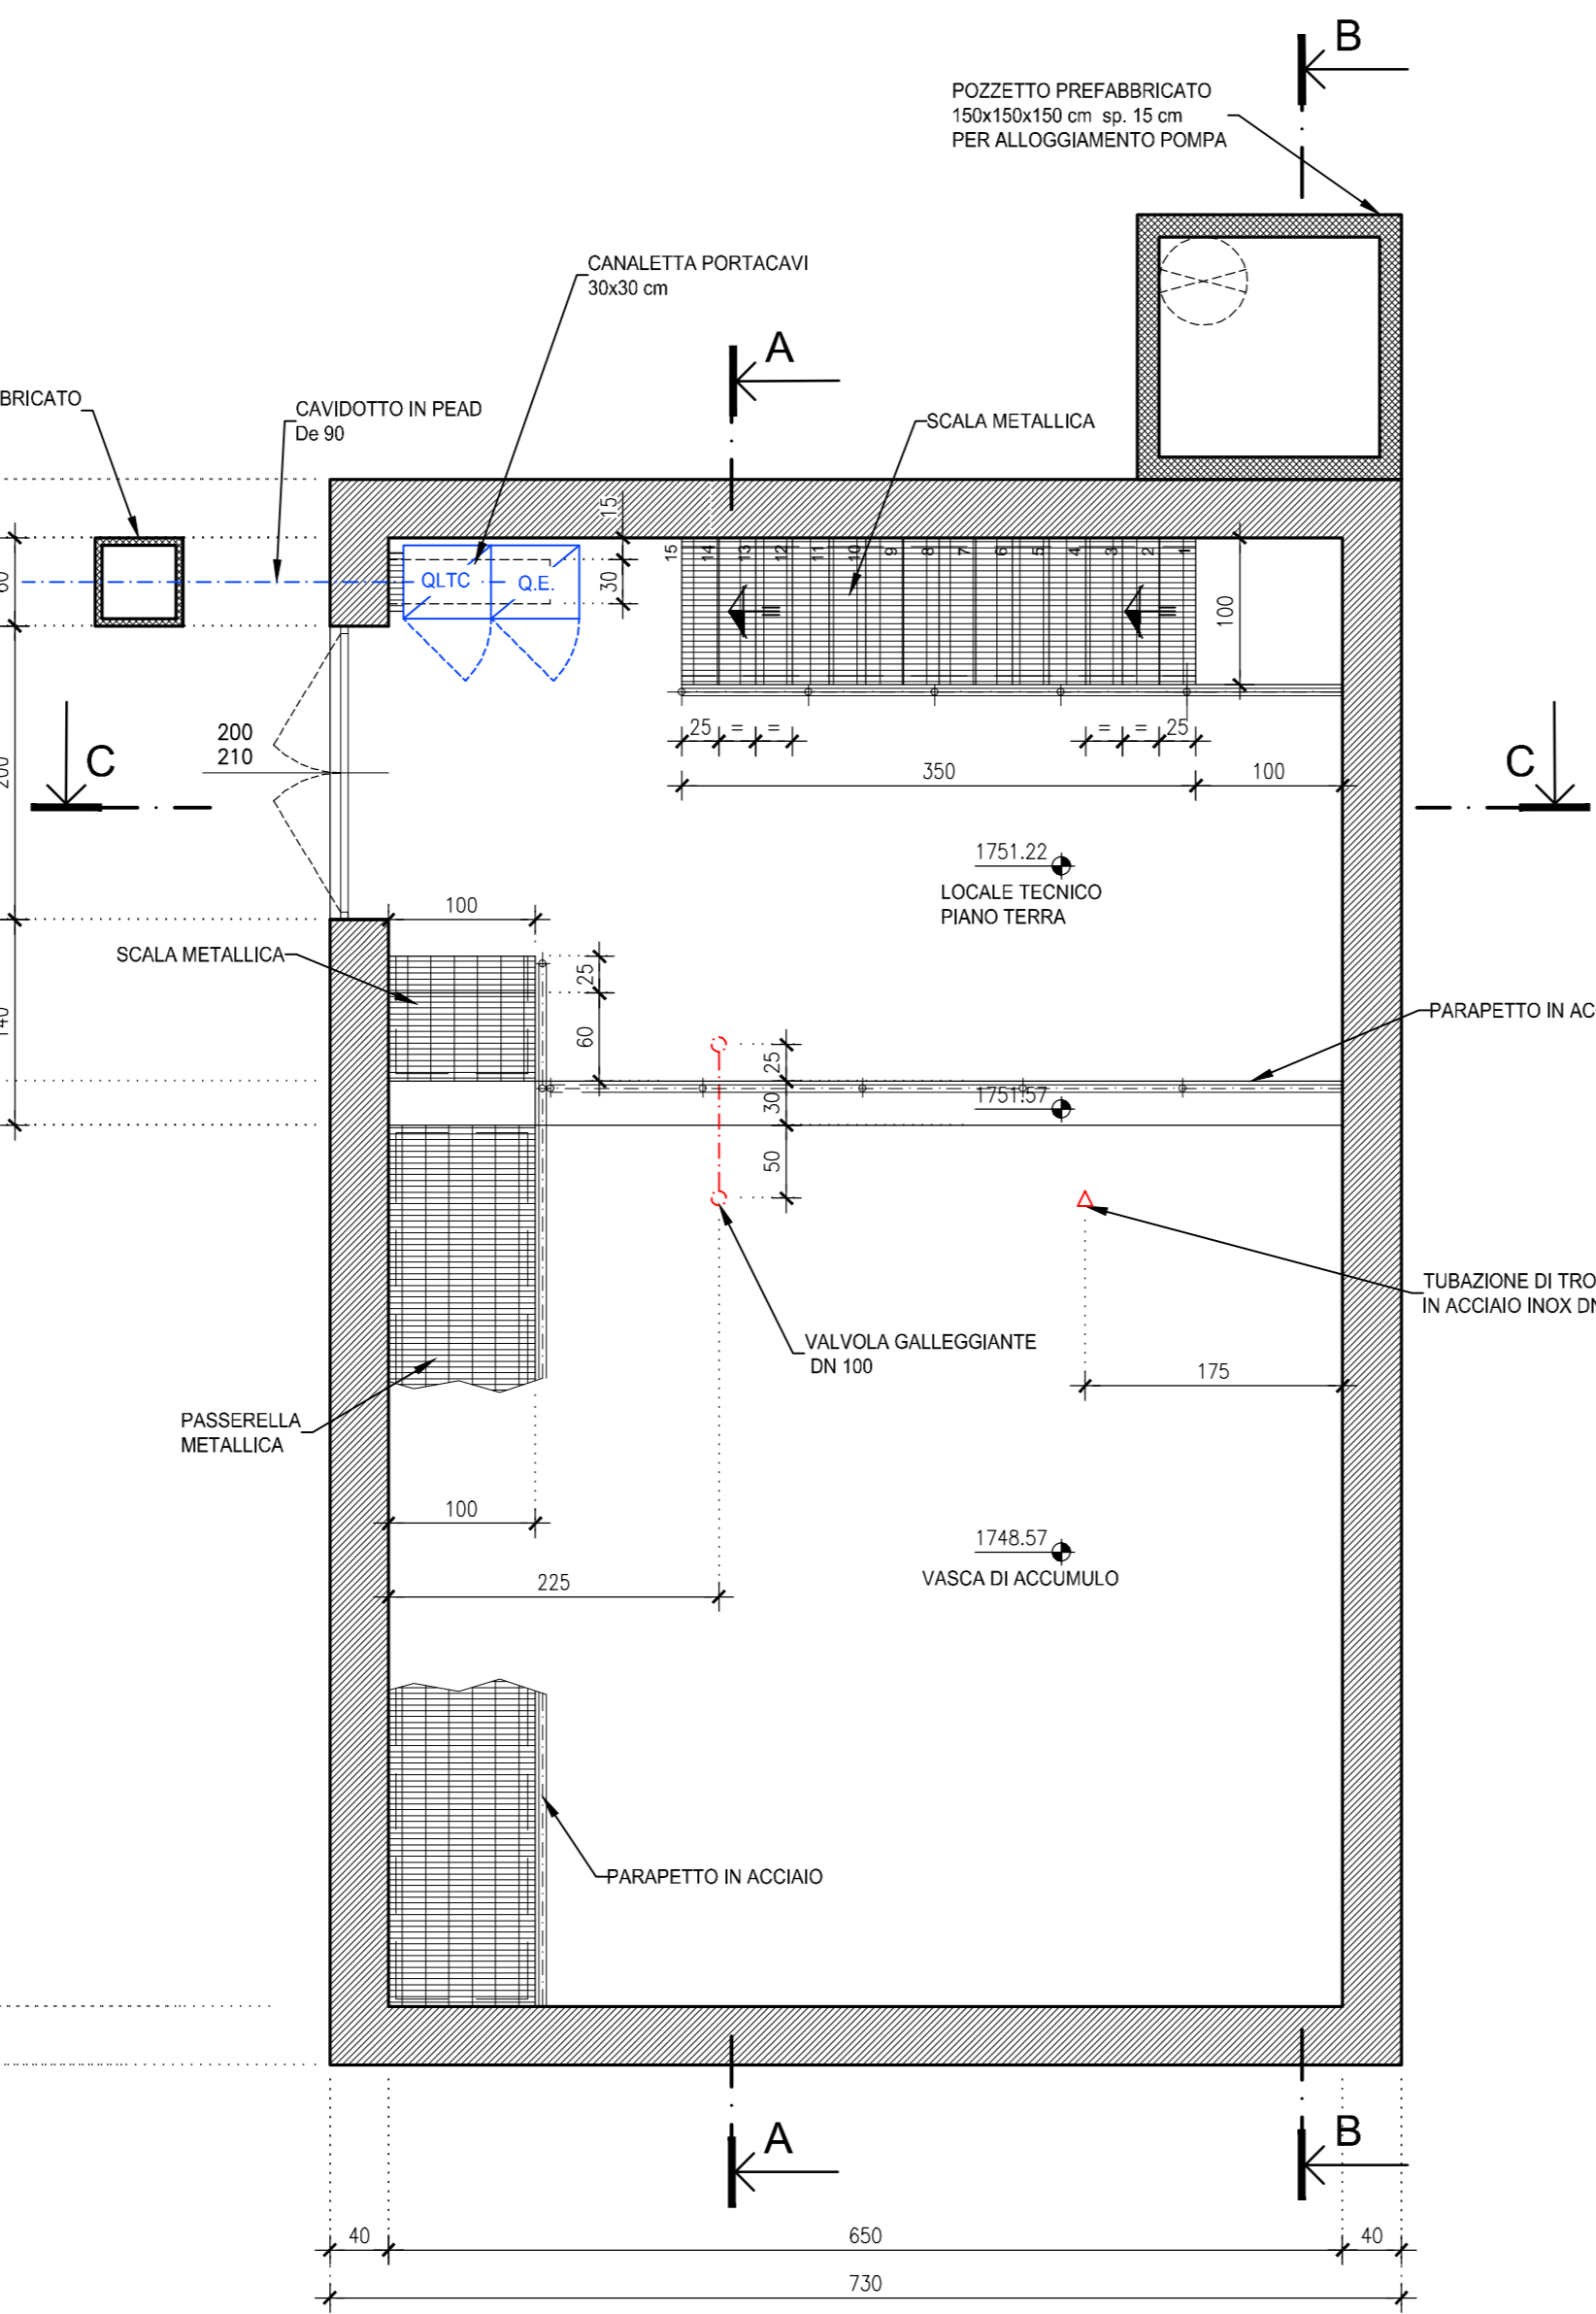 B
POZZETTO PREFABBRICATO
150x150x150 cm sp. 15 cm
PER ALLOGGIAMENTO POMPA
CANALETTA PORTACAVI
30x30 cm
A
BRICATO
CAVIDOTTO IN PEAD
De 90
SCALA METALLICA
15
60
QLTC
Q.E.
30
15 14 13 12 11 10 9 8 7 6 5 4 3 2 1
100
25 = =
= = 25
200
210
C
200
350
100
C
1751.22
LOCALE TECNICO
PIANO TERRA
100
SCALA METALLICA
25
60
140
PARAPETTO IN AC
25
30
1751.57
50
TUBAZIONE DI TRO
IN ACCIAIO INOX DN
VALVOLA GALLEGGIANTE
DN 100
175
PASSERELLA
METALLICA
100
1748.57
VASCA DI ACCUMULO
225
PARAPETTO IN ACCIAIO
A
B
40
650
40
730